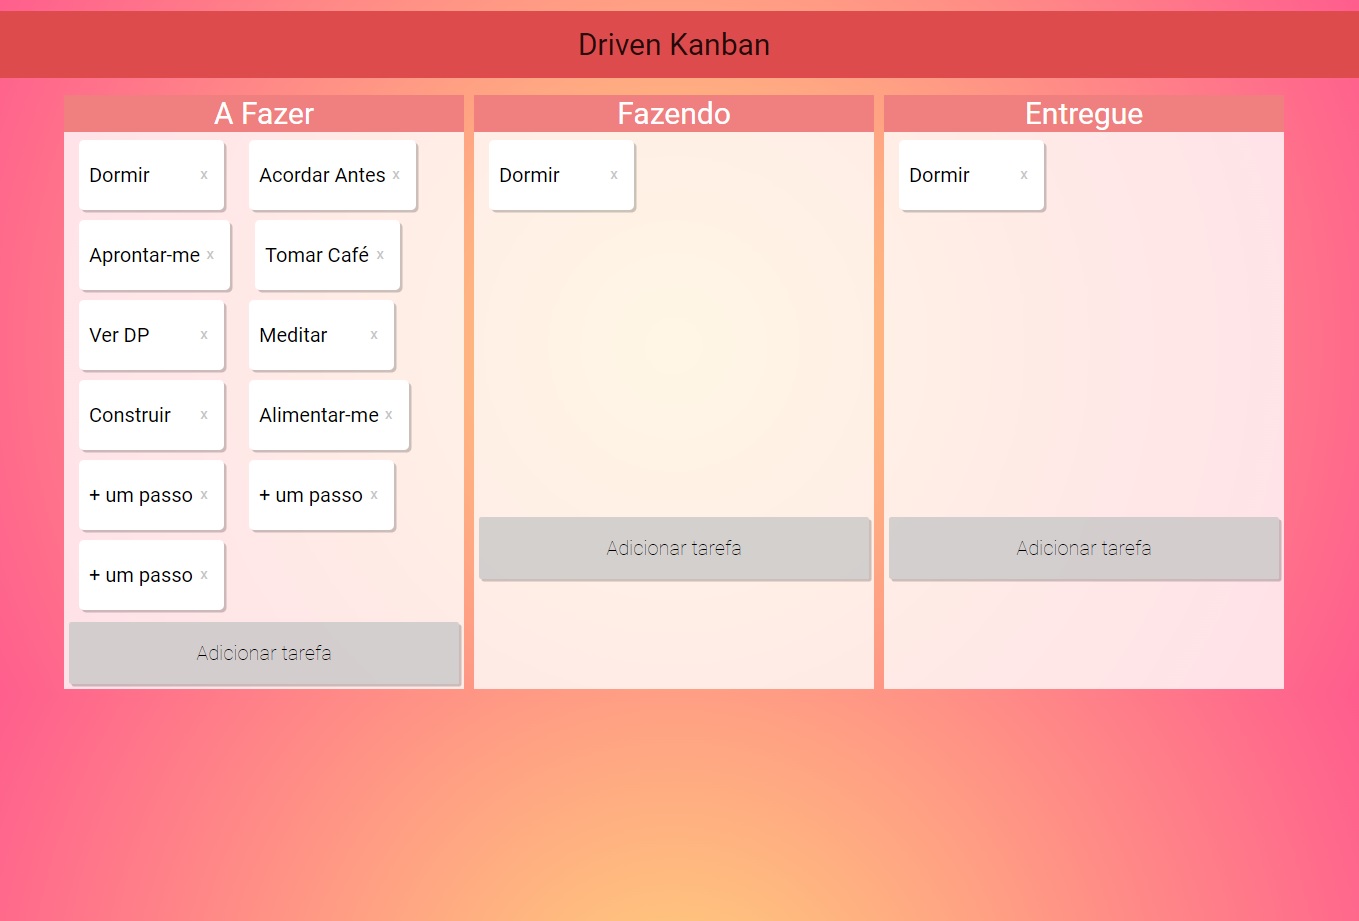 Driven Kanban
A Fazer
Dormir x
Acordar Antes x
Aprontar-me x
Tomar Café x
Ver DP x
Meditar x
Construir x
Alimentar-me x
+ um passo x
+ um passo x
+ um passo x
Adicionar tarefa
Fazendo
Dormir x
Adicionar tarefa
Entregue
Dormir x
Adicionar tarefa